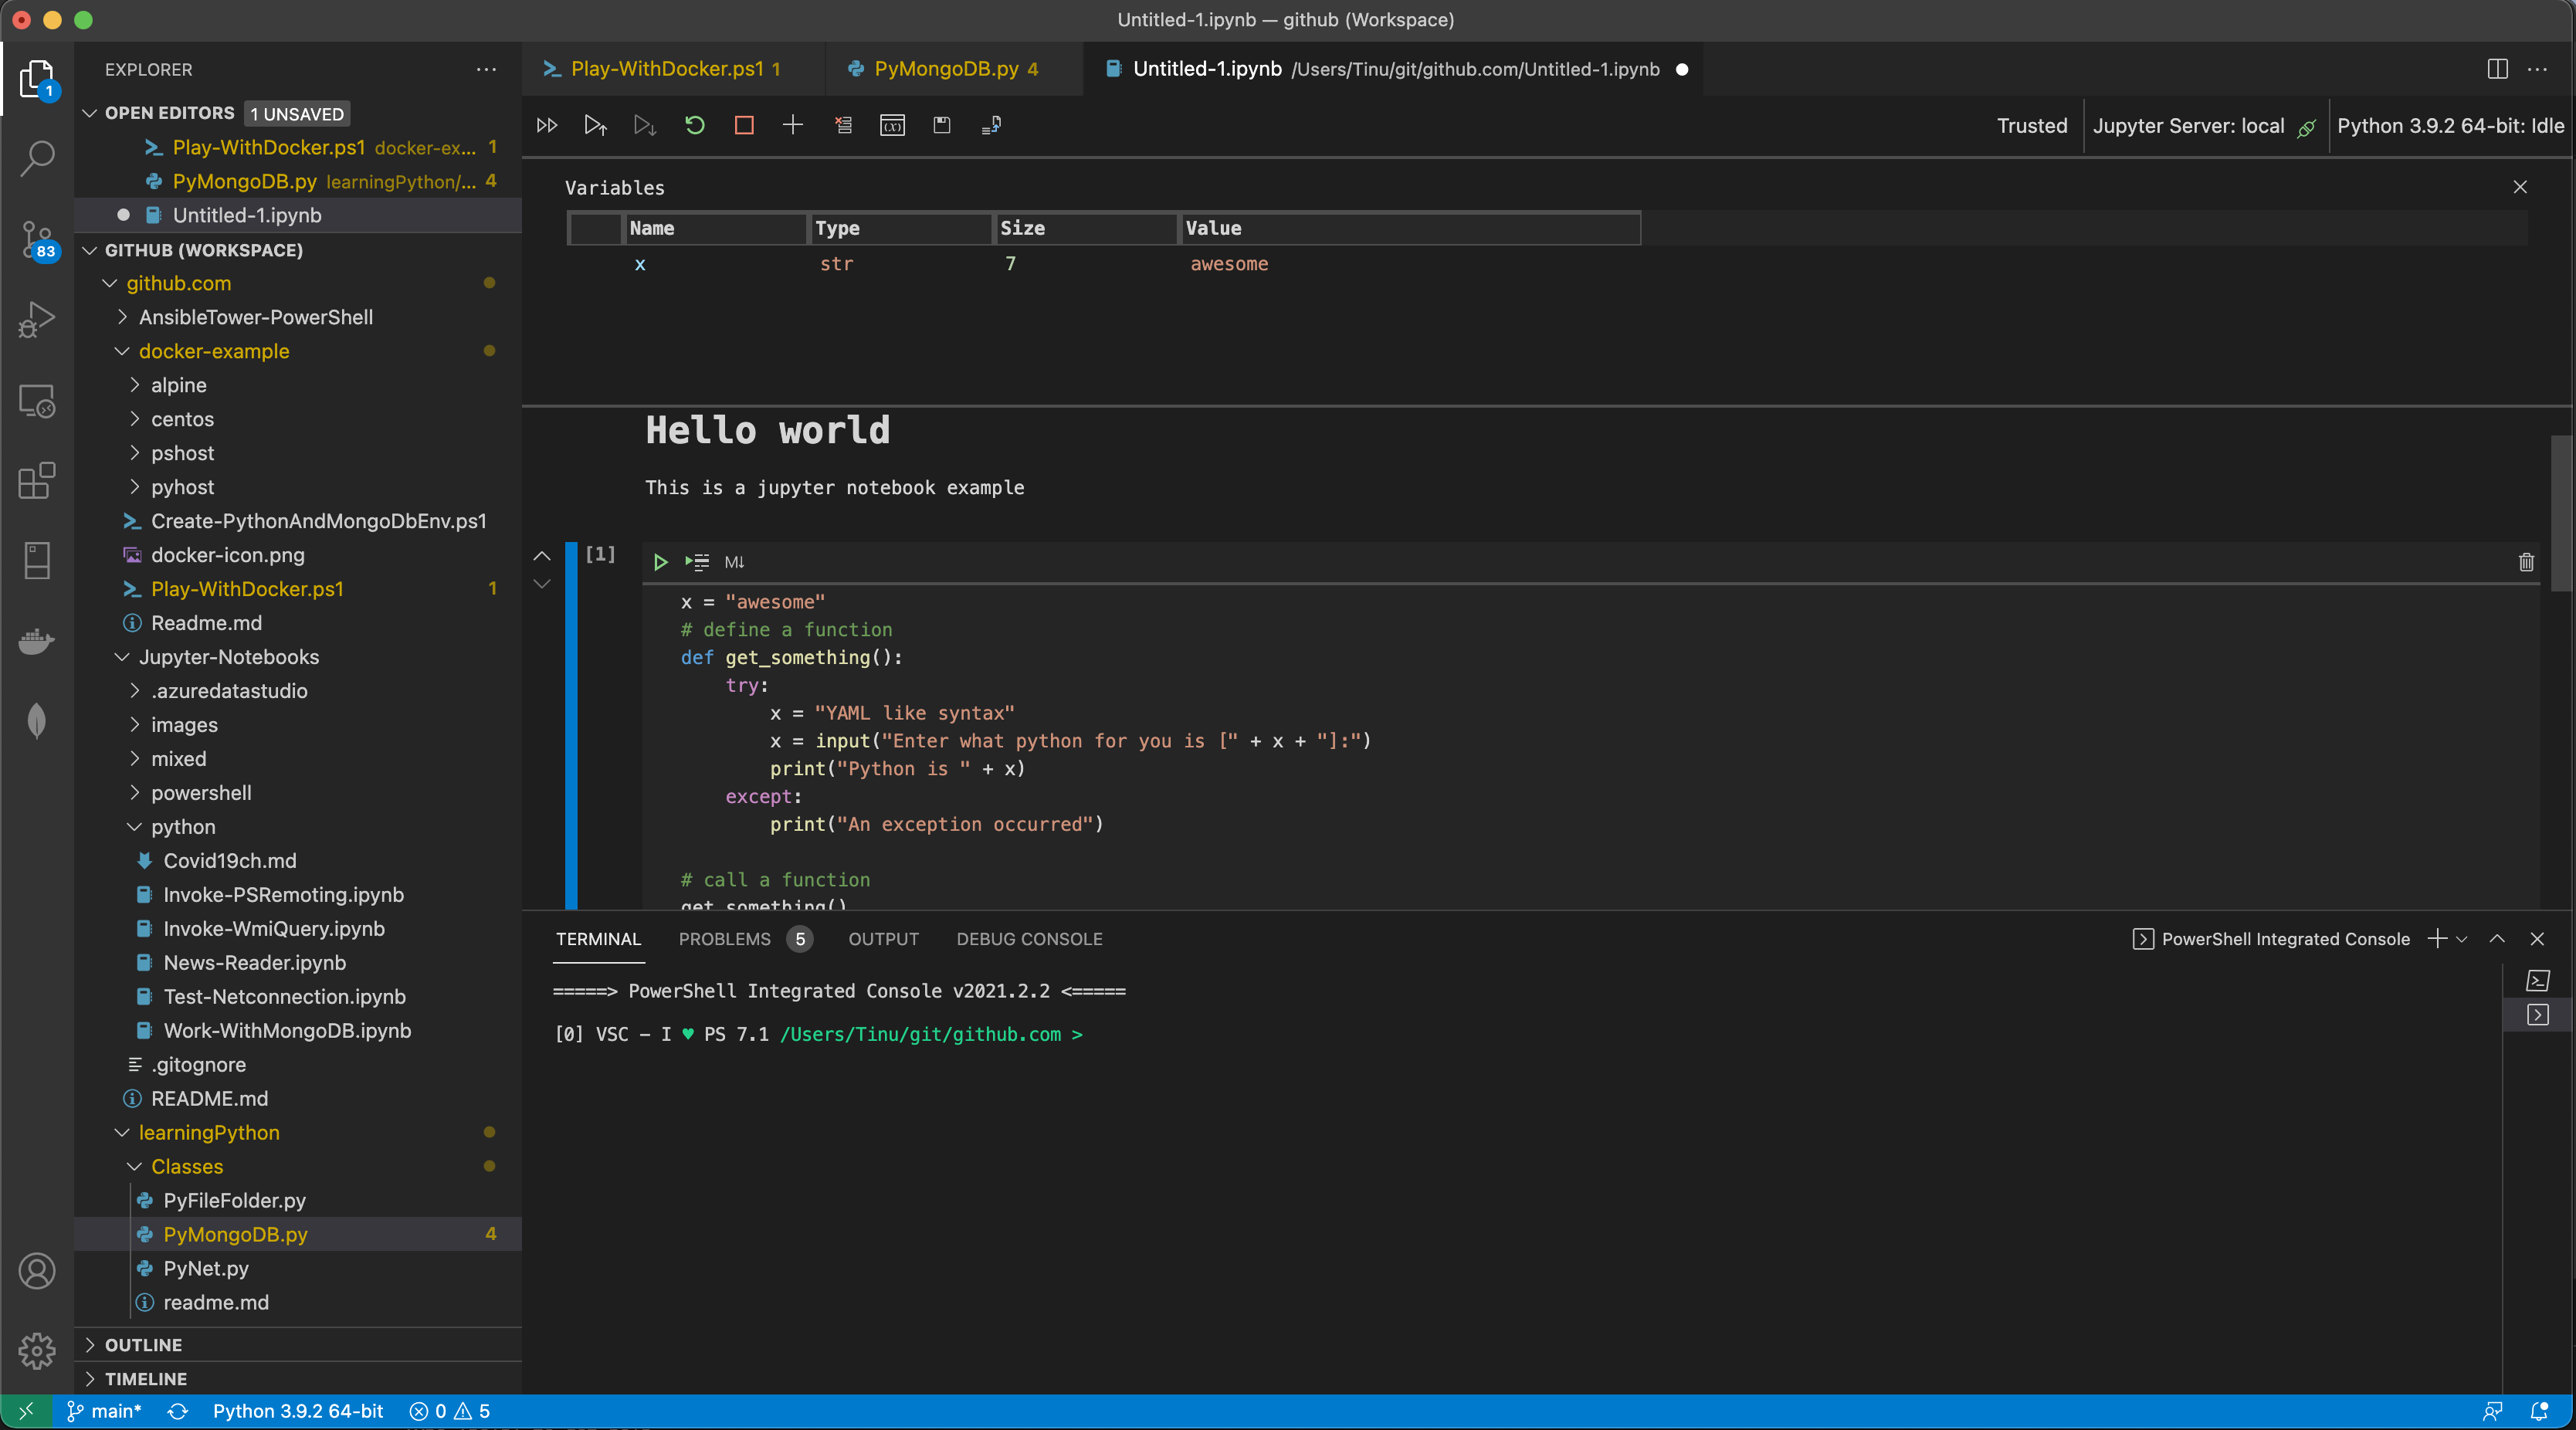 Untitled-1.ipynb — github (Workspace)
EXPLORER
1
OPEN EDITORS 1 UNSAVED
Play-WithDocker.ps1 docker-ex... 1
PyMongoDB.py learningPython/... 4
Untitled-1.ipynb
83
GITHUB (WORKSPACE)
github.com
AnsibleTower-PowerShell
docker-example
alpine
centos
pshost
pyhost
Create-PythonAndMongoDbEnv.ps1
docker-icon.png
Play-WithDocker.ps1 1
Readme.md
Jupyter-Notebooks
.azuredatastudio
images
mixed
powershell
python
Covid19ch.md
Invoke-PSRemoting.ipynb
Invoke-WmiQuery.ipynb
News-Reader.ipynb
Test-Netconnection.ipynb
Work-WithMongoDB.ipynb
.gitognore
README.md
learningPython
Classes
PyFileFolder.py
PyMongoDB.py 4
PyNet.py
readme.md
OUTLINE
TIMELINE
Play-WithDocker.ps1 1
PyMongoDB.py 4
Untitled-1.ipynb /Users/Tinu/git/github.com/Untitled-1.ipynb
Trusted
Jupyter Server: local
Python 3.9.2 64-bit: Idle
Variables
Name Type Size Value
x str 7 awesome
Hello world
This is a jupyter notebook example
[1]
M↓
x = "awesome"
# define a function
def get_something():
try:
x = "YAML like syntax"
x = input("Enter what python for you is [" + x + "]:")
print("Python is " + x)
except:
print("An exception occurred")
# call a function
get_something()
TERMINAL PROBLEMS 5 OUTPUT DEBUG CONSOLE
PowerShell Integrated Console
=====> PowerShell Integrated Console v2021.2.2 <=====
[0] VSC – I ♥ PS 7.1 /Users/Tinu/git/github.com >
main* Python 3.9.2 64-bit 0 5